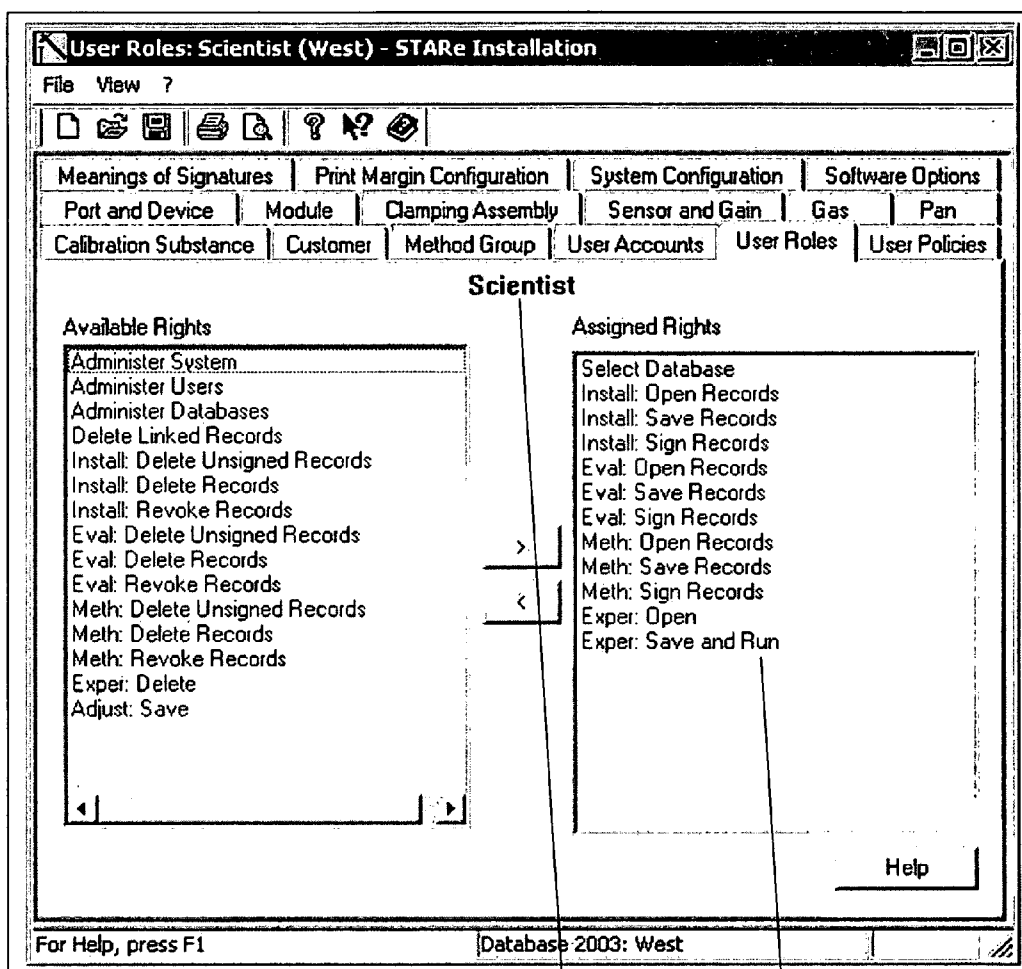 User Roles: Scientist (West) - STARe Installation
File View ?
Meanings of Signatures Print Margin Configuration System Configuration Software Options
Port and Device Module Clamping Assembly Sensor and Gain Gas Pan
Calibration Substance Customer Method Group User Accounts User Roles User Policies
Scientist
Available Rights
Administer System
Administer Users
Administer Databases
Delete Linked Records
Install: Delete Unsigned Records
Install: Delete Records
Install: Revoke Records
Eval: Delete Unsigned Records
Eval: Delete Records
Eval: Revoke Records
Meth: Delete Unsigned Records
Meth: Delete Records
Meth: Revoke Records
Exper: Delete
Adjust: Save
>
<
Assigned Rights
Select Database
Install: Open Records
Install: Save Records
Install: Sign Records
Eval: Open Records
Eval: Save Records
Eval: Sign Records
Meth: Open Records
Meth: Save Records
Meth: Sign Records
Exper: Open
Exper: Save and Run
Help
For Help, press F1 Database 2003: West